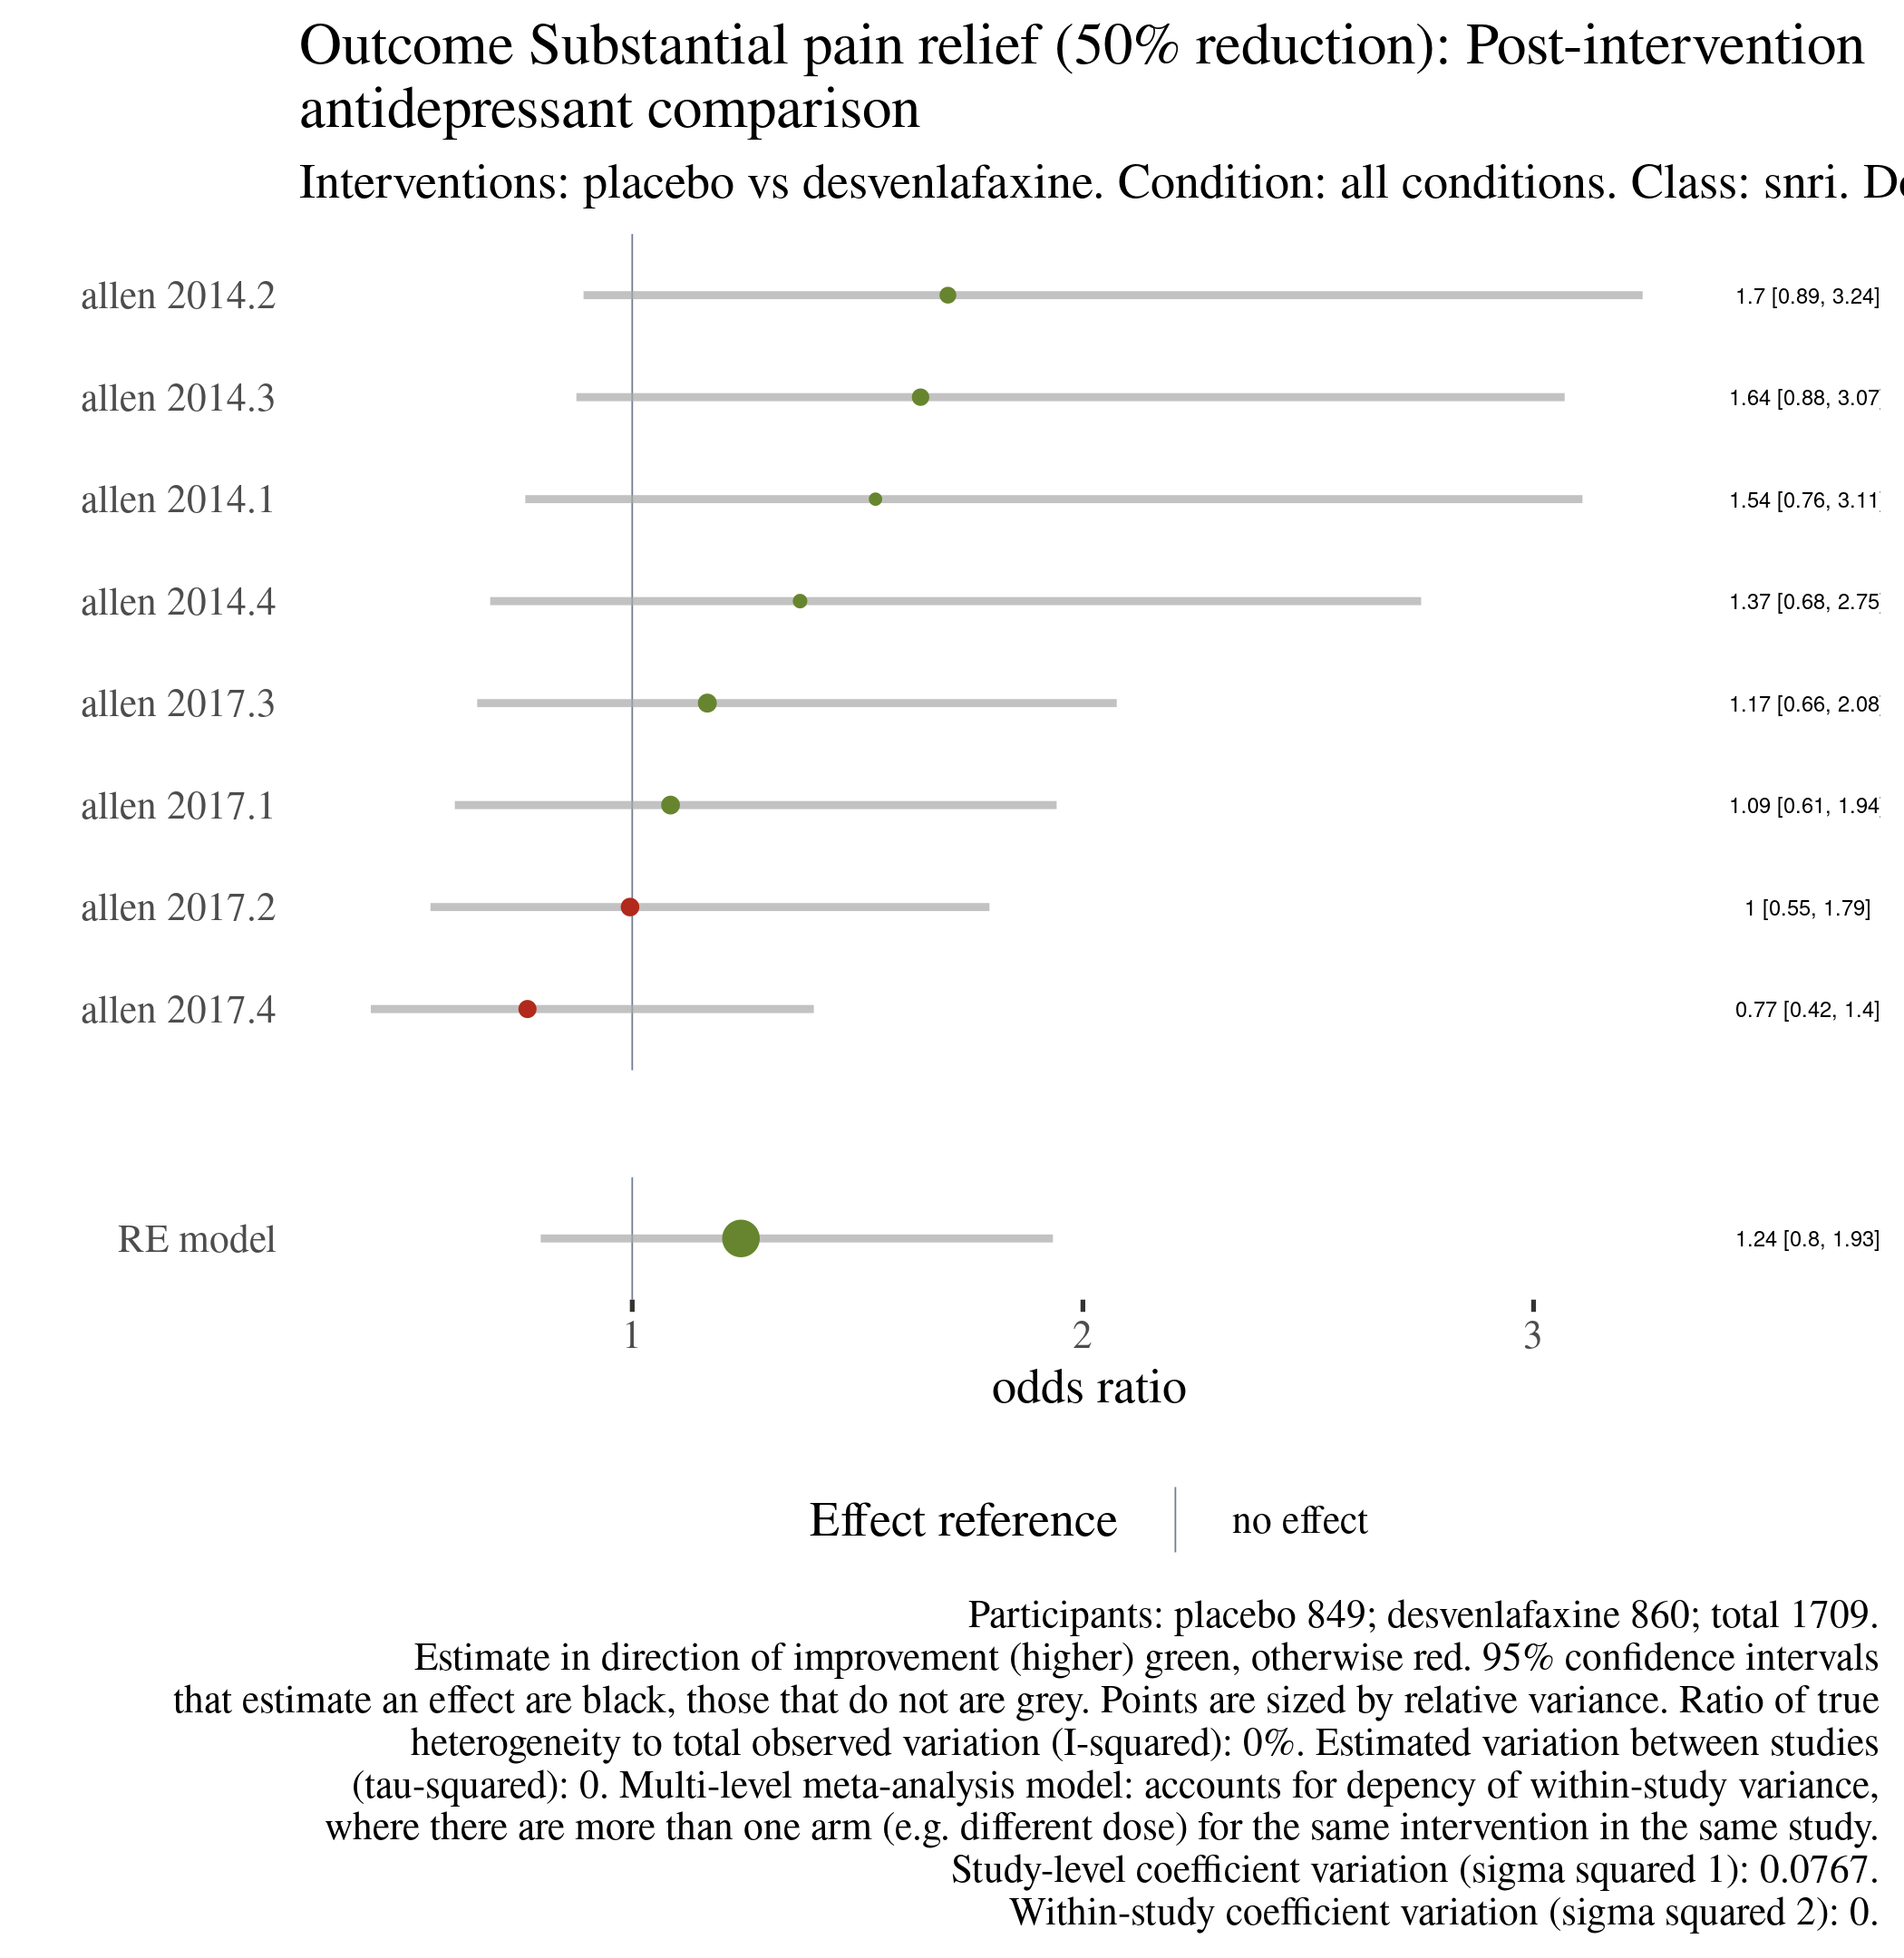 Outcome Substantial pain relief (50% reduction): Post-intervention
antidepressant comparison
Interventions: placebo vs desvenlafaxine. Condition: all conditions. Class: snri.
allen 2014.2 1.7 [0.89, 3.24]
allen 2014.3 1.64 [0.88, 3.07]
allen 2014.1 1.54 [0.76, 3.11]
allen 2014.4 1.37 [0.68, 2.75]
allen 2017.3 1.17 [0.66, 2.08]
allen 2017.1 1.09 [0.61, 1.94]
allen 2017.2 1 [0.55, 1.79]
allen 2017.4 0.77 [0.42, 1.4]
RE model 1.24 [0.8, 1.93]
1 2 3
odds ratio
Effect reference no effect
Participants: placebo 849; desvenlafaxine 860; total 1709.
Estimate in direction of improvement (higher) green, otherwise red. 95% confidence intervals
that estimate an effect are black, those that do not are grey. Points are sized by relative variance. Ratio of true
heterogeneity to total observed variation (I-squared): 0%. Estimated variation between studies
(tau-squared): 0. Multi-level meta-analysis model: accounts for depency of within-study variance,
where there are more than one arm (e.g. different dose) for the same intervention in the same study.
Study-level coefficient variation (sigma squared 1): 0.0767.
Within-study coefficient variation (sigma squared 2): 0.